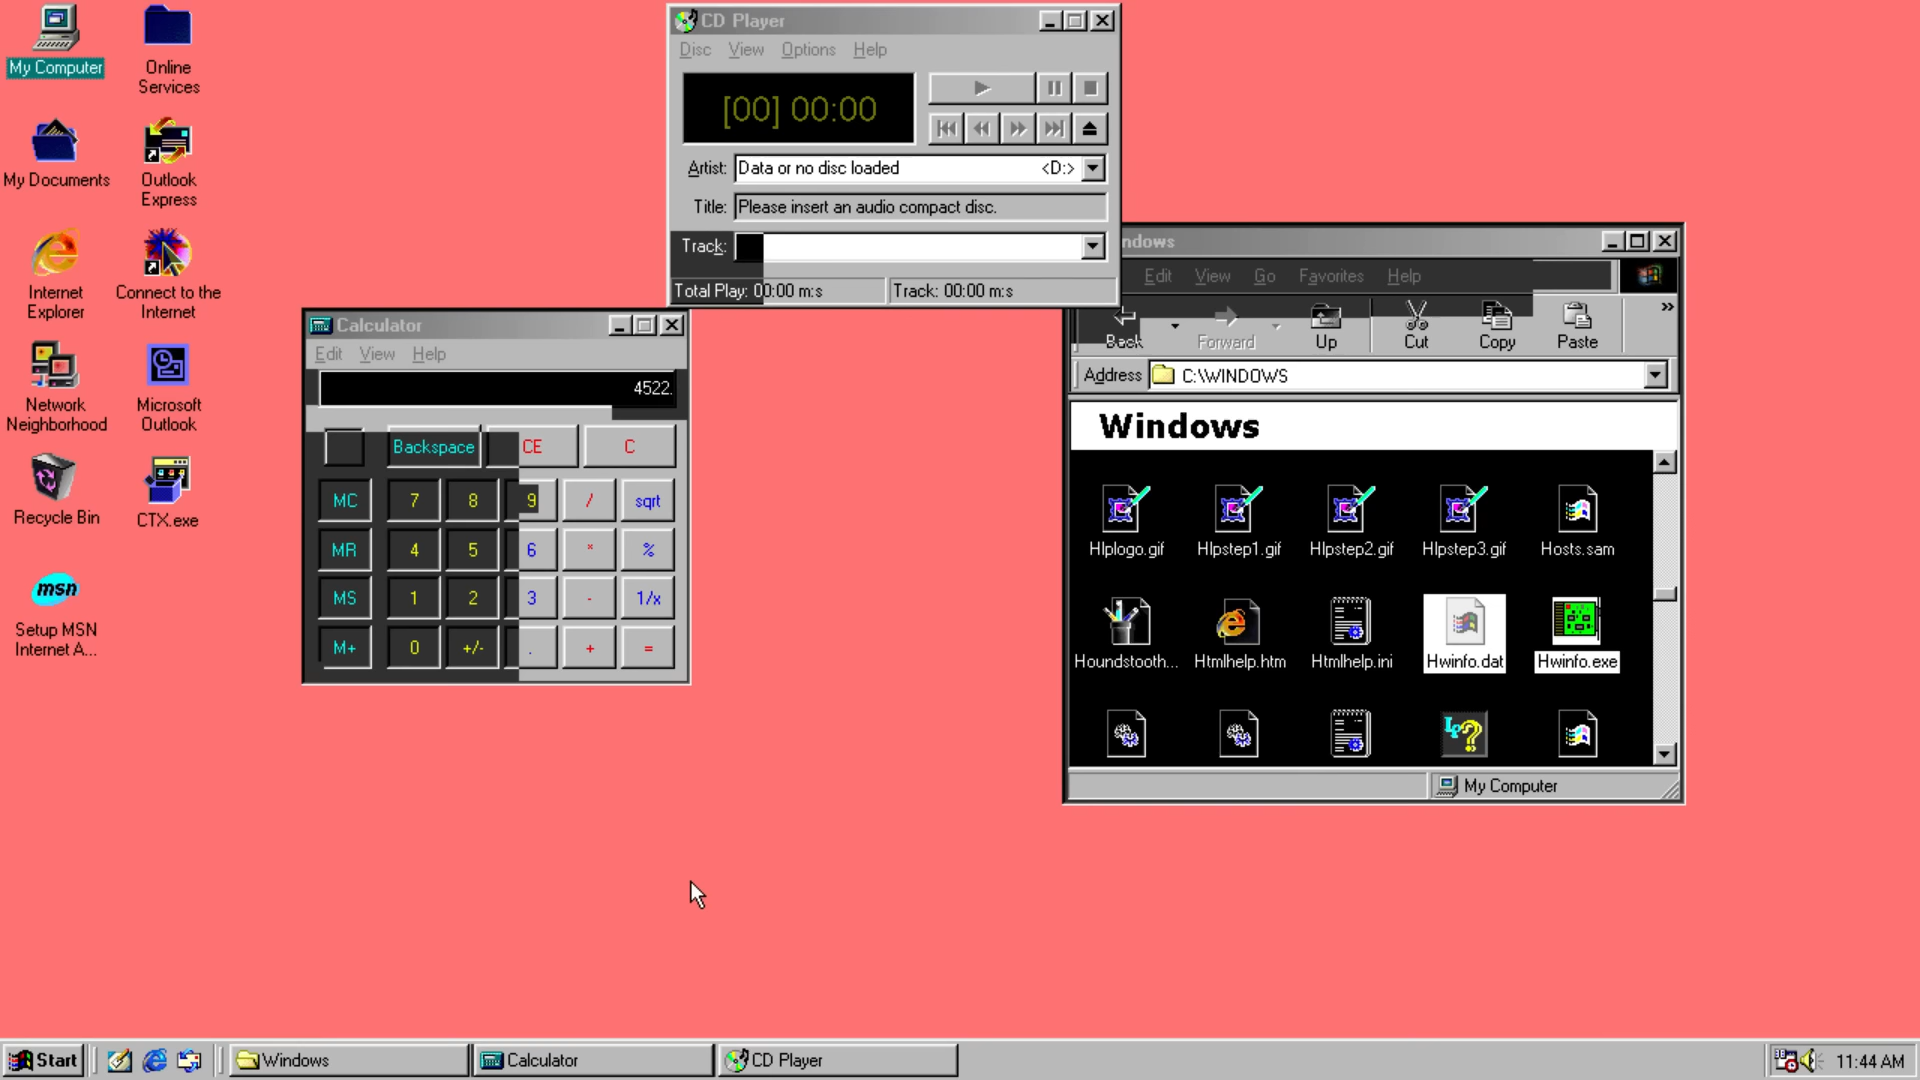 My Computer
Online
Services
My Documents
Outlook
Express
Internet
Explorer
Connect to the
Internet
Network
Neighborhood
Microsoft
Outlook
Recycle Bin
CTX.exe
msn
Setup MSN
Internet A...
CD Player
Disc View Options Help
[00] 00:00
Artist: Data or no disc loaded <D:>
Title: Please insert an audio compact disc.
Track:
Total Play: 00:00 m:s Track: 00:00 m:s
Calculator
Edit View Help
4522.
Backspace CE C
MC 7 8 9 / sqrt
MR 4 5 6 * %
MS 1 2 3 - 1/x
M+ 0 +/- . + =
ndows
Edit View Go Favorites Help
Back Forward Up Cut Copy Paste »
Address C:\WINDOWS
Windows
Hlplogo.gif Hlpstep1.gif Hlpstep2.gif Hlpstep3.gif Hosts.sam
Houndstooth... Htmlhelp.htm Htmlhelp.ini Hwinfo.dat Hwinfo.exe
My Computer
Start Windows Calculator CD Player 11:44 AM